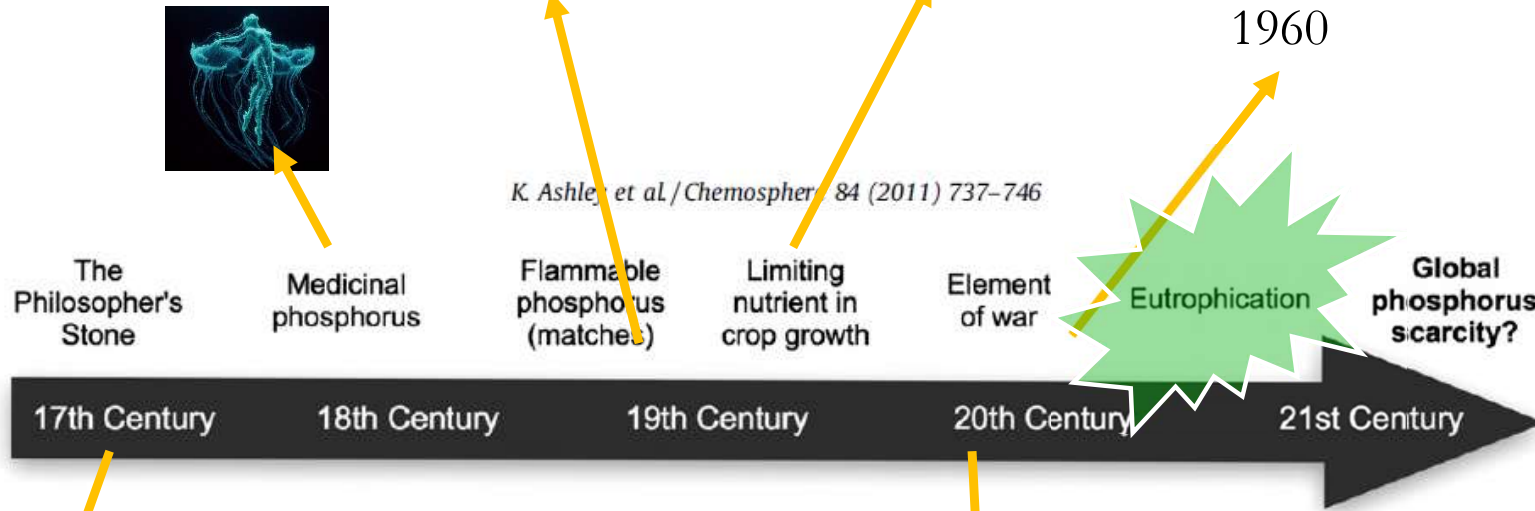 1960
K. Ashley et al. / Chemosphere 84 (2011) 737–746
The
Philosopher's
Stone
Medicinal
phosphorus
Flammable
phosphorus
(matches)
Limiting
nutrient in
crop growth
Element
of war
Eutrophication
Global
phosphorus
scarcity?
17th Century
18th Century
19th Century
20th Century
21st Century